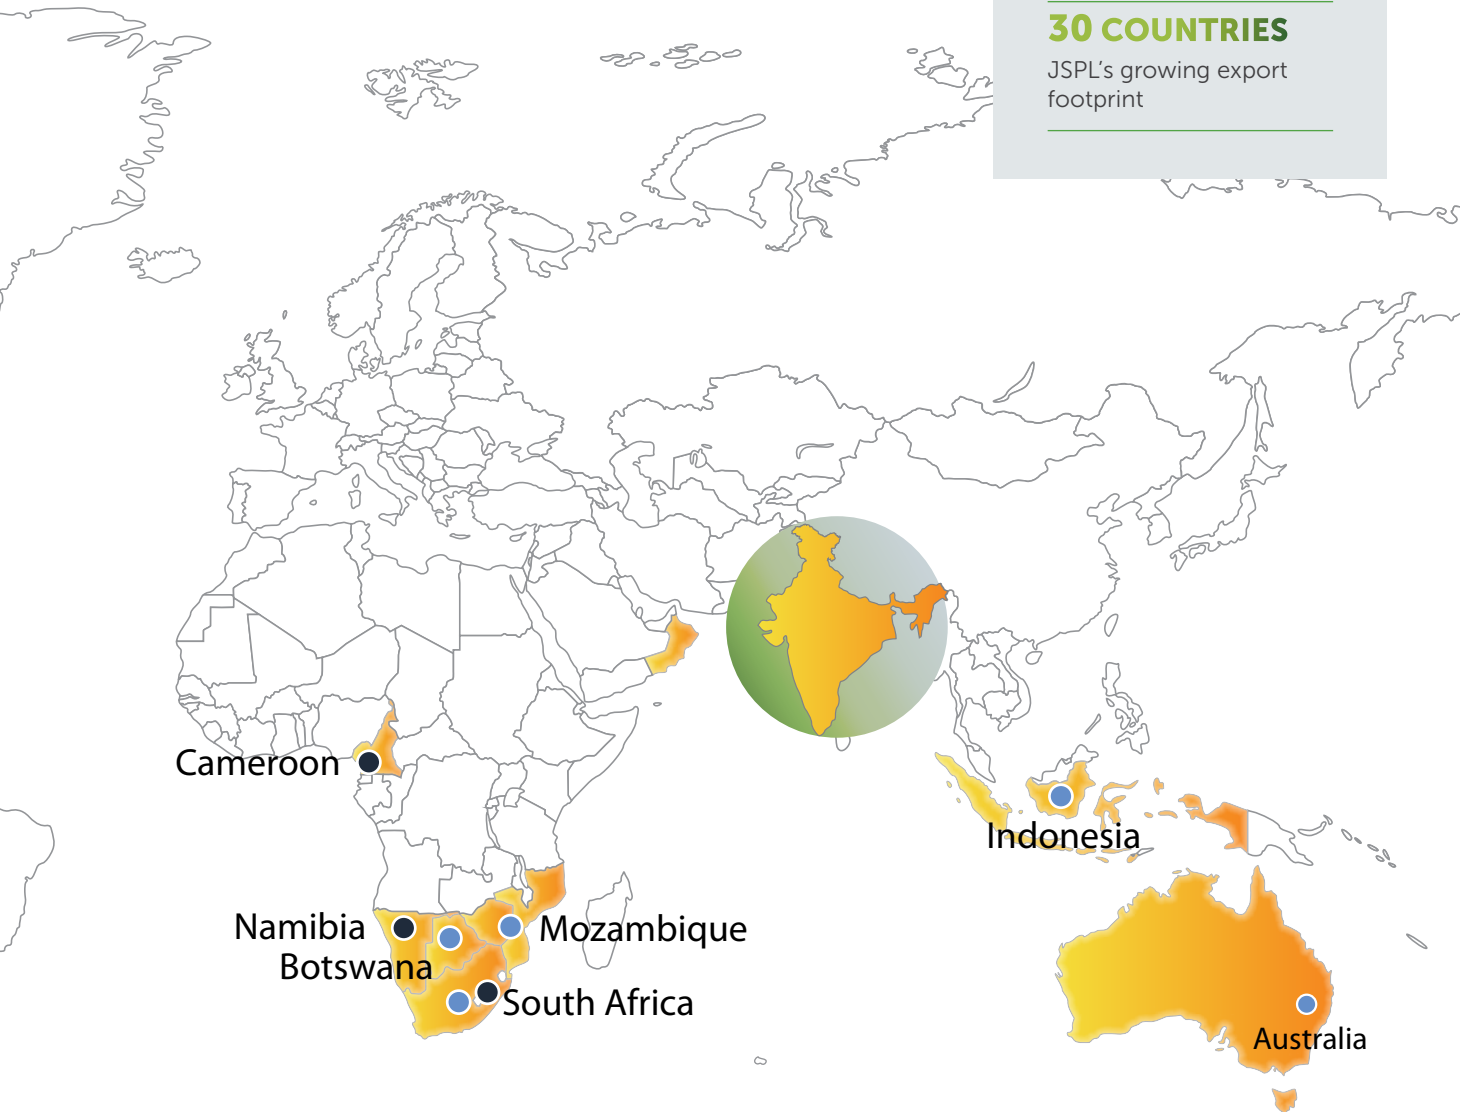 30 COUNTRIES
JSPL's growing export
footprint
Cameroon
Indonesia
Namibia
Mozambique
Botswana
South Africa
Australia